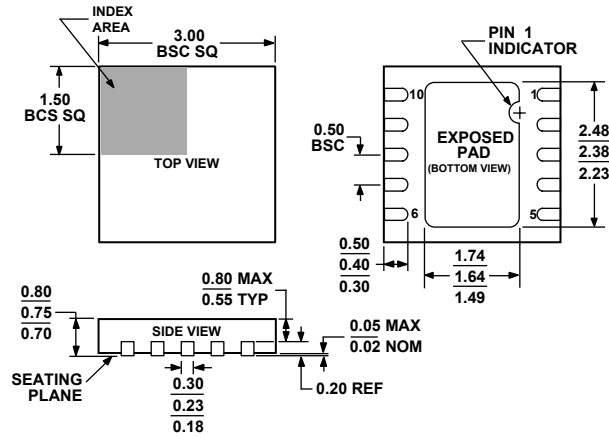 INDEX
AREA
3.00
BSC SQ
1.50
BCS SQ
TOP VIEW
PIN 1
INDICATOR
10
1
0.50
BSC
EXPOSED
PAD
(BOTTOM VIEW)
2.48
2.38
2.23
6
5
0.50
0.40
0.30
1.74
1.64
1.49
0.80 MAX
0.55 TYP
0.80
0.75
0.70
SIDE VIEW
0.05 MAX
0.02 NOM
SEATING
PLANE
0.30
0.23
0.18
0.20 REF